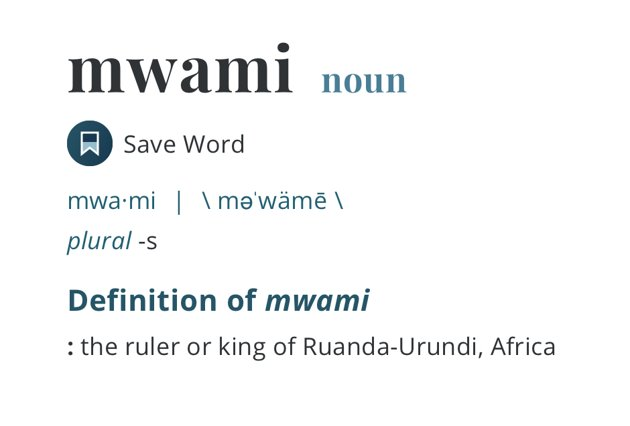 mwami noun
Save Word
mwa·mi | \ məˈwämē \
plural -s
Definition of mwami
: the ruler or king of Ruanda-Urundi, Africa